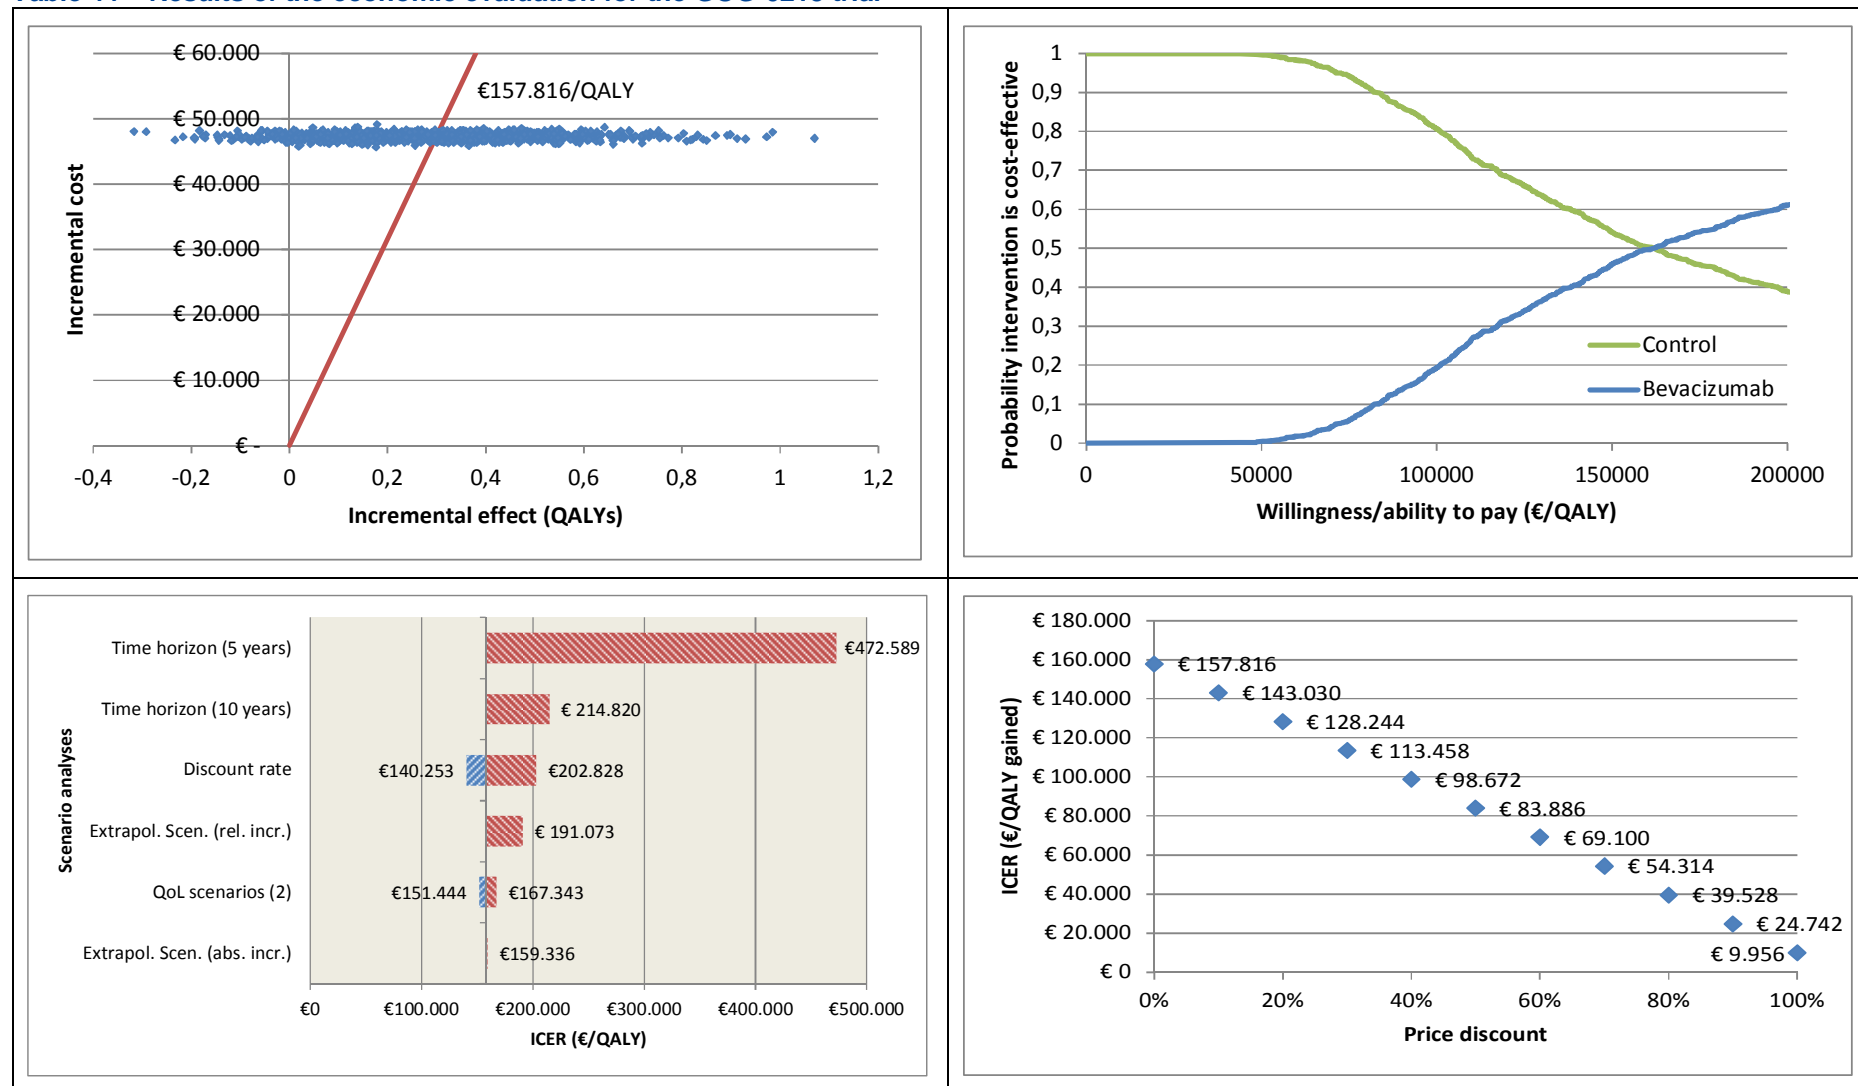 € 60.000
€157.816/QALY
€ 50.000
€ 40.000
€ 30.000
€ 20.000
€ 10.000
€ -
-0,4 -0,2 0 0,2 0,4 0,6 0,8 1 1,2
Incremental cost
Incremental effect (QALYs)
1
0,9
0,8
0,7
0,6
0,5
0,4
0,3
0,2
0,1
0
Control
Bevacizumab
0 50000 100000 150000 200000
Probability intervention is cost-effective
Willingness/ability to pay (€/QALY)
Time horizon (5 years) €472.589
Time horizon (10 years) € 214.820
Discount rate €140.253 €202.828
Extrapol. Scen. (rel. incr.) € 191.073
QoL scenarios (2) €151.444 €167.343
Extrapol. Scen. (abs. incr.) €159.336
€0 €100.000 €200.000 €300.000 €400.000 €500.000
Scenario analyses
ICER (€/QALY)
€ 180.000
€ 160.000
€ 140.000
€ 120.000
€ 100.000
€ 80.000
€ 60.000
€ 40.000
€ 20.000
€ 0
€ 157.816
€ 143.030
€ 128.244
€ 113.458
€ 98.672
€ 83.886
€ 69.100
€ 54.314
€ 39.528
€ 24.742
€ 9.956
0% 20% 40% 60% 80% 100%
ICER (€/QALY gained)
Price discount